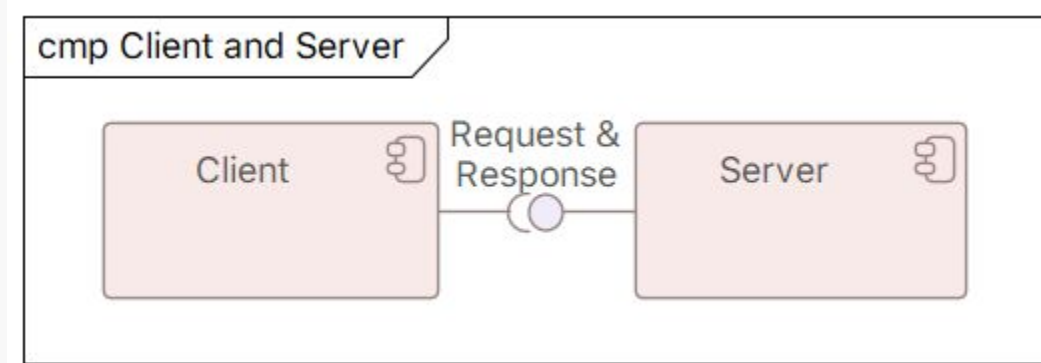 cmp Client and Server
Client
Request &
Response
Server